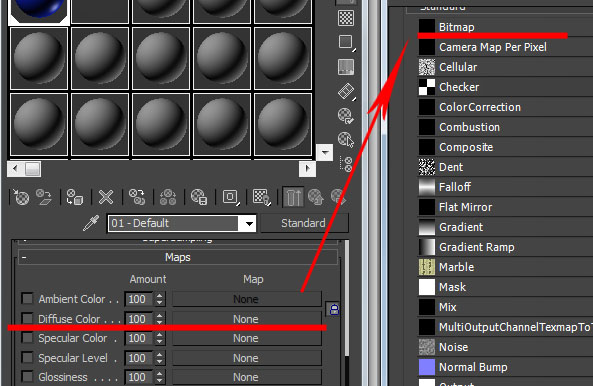 01 - Default
Standard
Supersampling
- Maps
Amount Map
Ambient Color . . 100 None
Diffuse Color . . . 100 None
Specular Color . 100 None
Specular Level . 100 None
Glossiness . . . . 100 None
Standard
Bitmap
Camera Map Per Pixel
Cellular
Checker
ColorCorrection
Combustion
Composite
Dent
Falloff
Flat Mirror
Gradient
Gradient Ramp
Marble
Mask
Mix
MultiOutputChannelTexmapToT
Noise
Normal Bump
Output